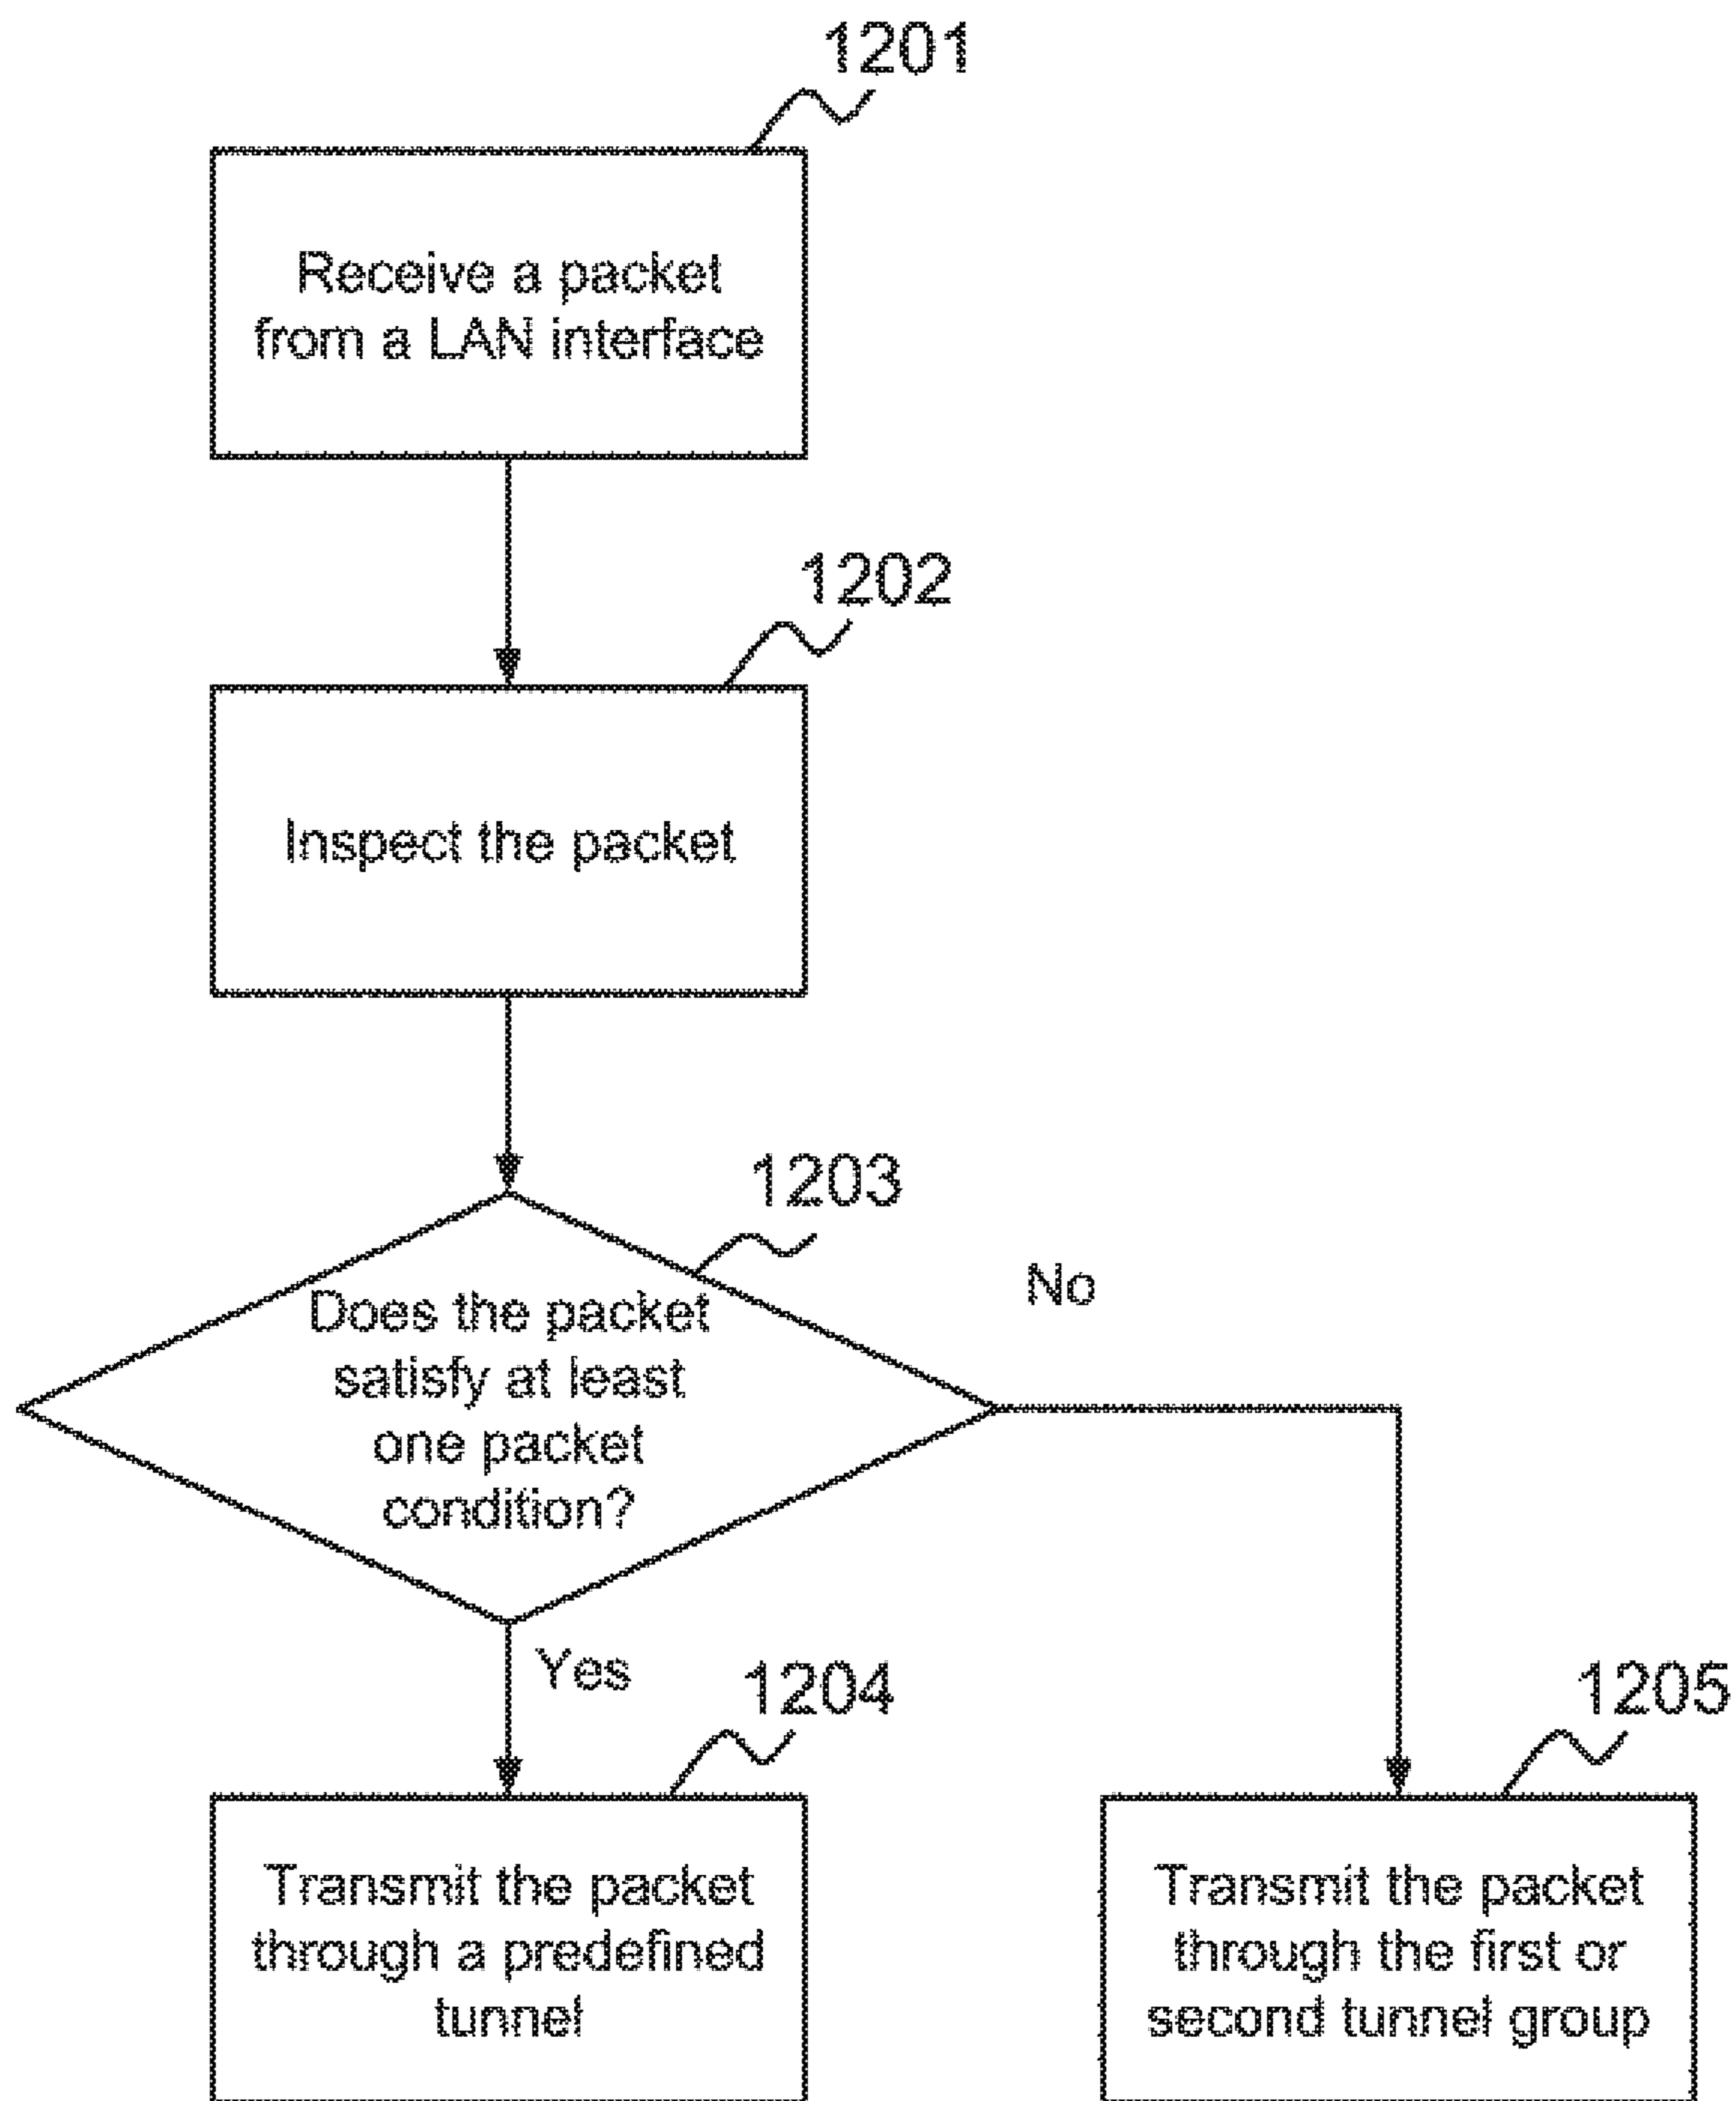 1201
Receive a packet
from a LAN interface
1202
Inspect the packet
1203
Does the packet
satisfy at least
one packet
condition?
No
Yes
1204
1205
Transmit the packet
through a predefined
tunnel
Transmit the packet
through the first or
second tunnel group